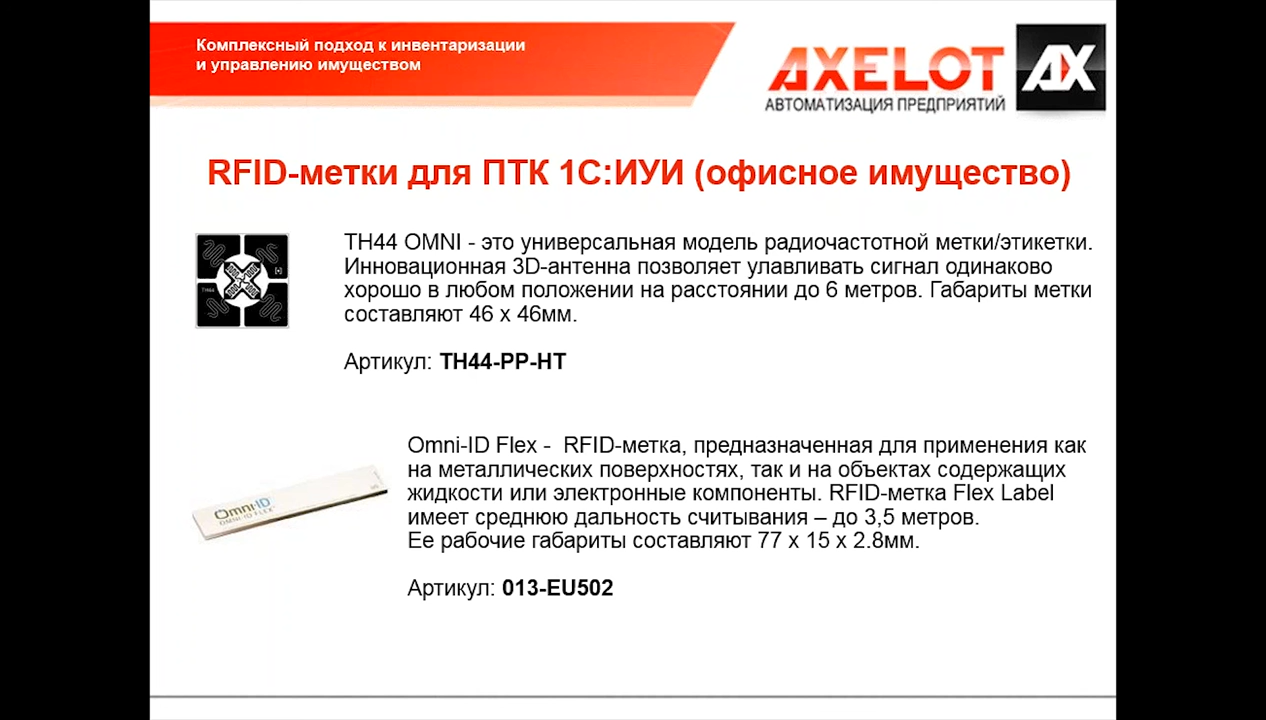 Комплексный подход к инвентаризации
и управлению имуществом
AXELOT
AX
АВТОМАТИЗАЦИЯ ПРЕДПРИЯТИЙ
RFID-метки для ПТК 1С:ИУИ (офисное имущество)
TH44 OMNI - это универсальная модель радиочастотной метки/этикетки.
Инновационная 3D-антенна позволяет улавливать сигнал одинаково
хорошо в любом положении на расстоянии до 6 метров. Габариты метки
составляют 46 x 46мм.
TH44
Артикул: TH44-PP-HT
Omni-ID Flex - RFID-метка, предназначенная для применения как
на металлических поверхностях, так и на объектах содержащих
жидкости или электронные компоненты. RFID-метка Flex Label
имеет среднюю дальность считывания – до 3,5 метров.
Ее рабочие габариты составляют 77 x 15 x 2.8мм.
Omni-ID
OMNI-ID FLEX
Артикул: 013-EU502